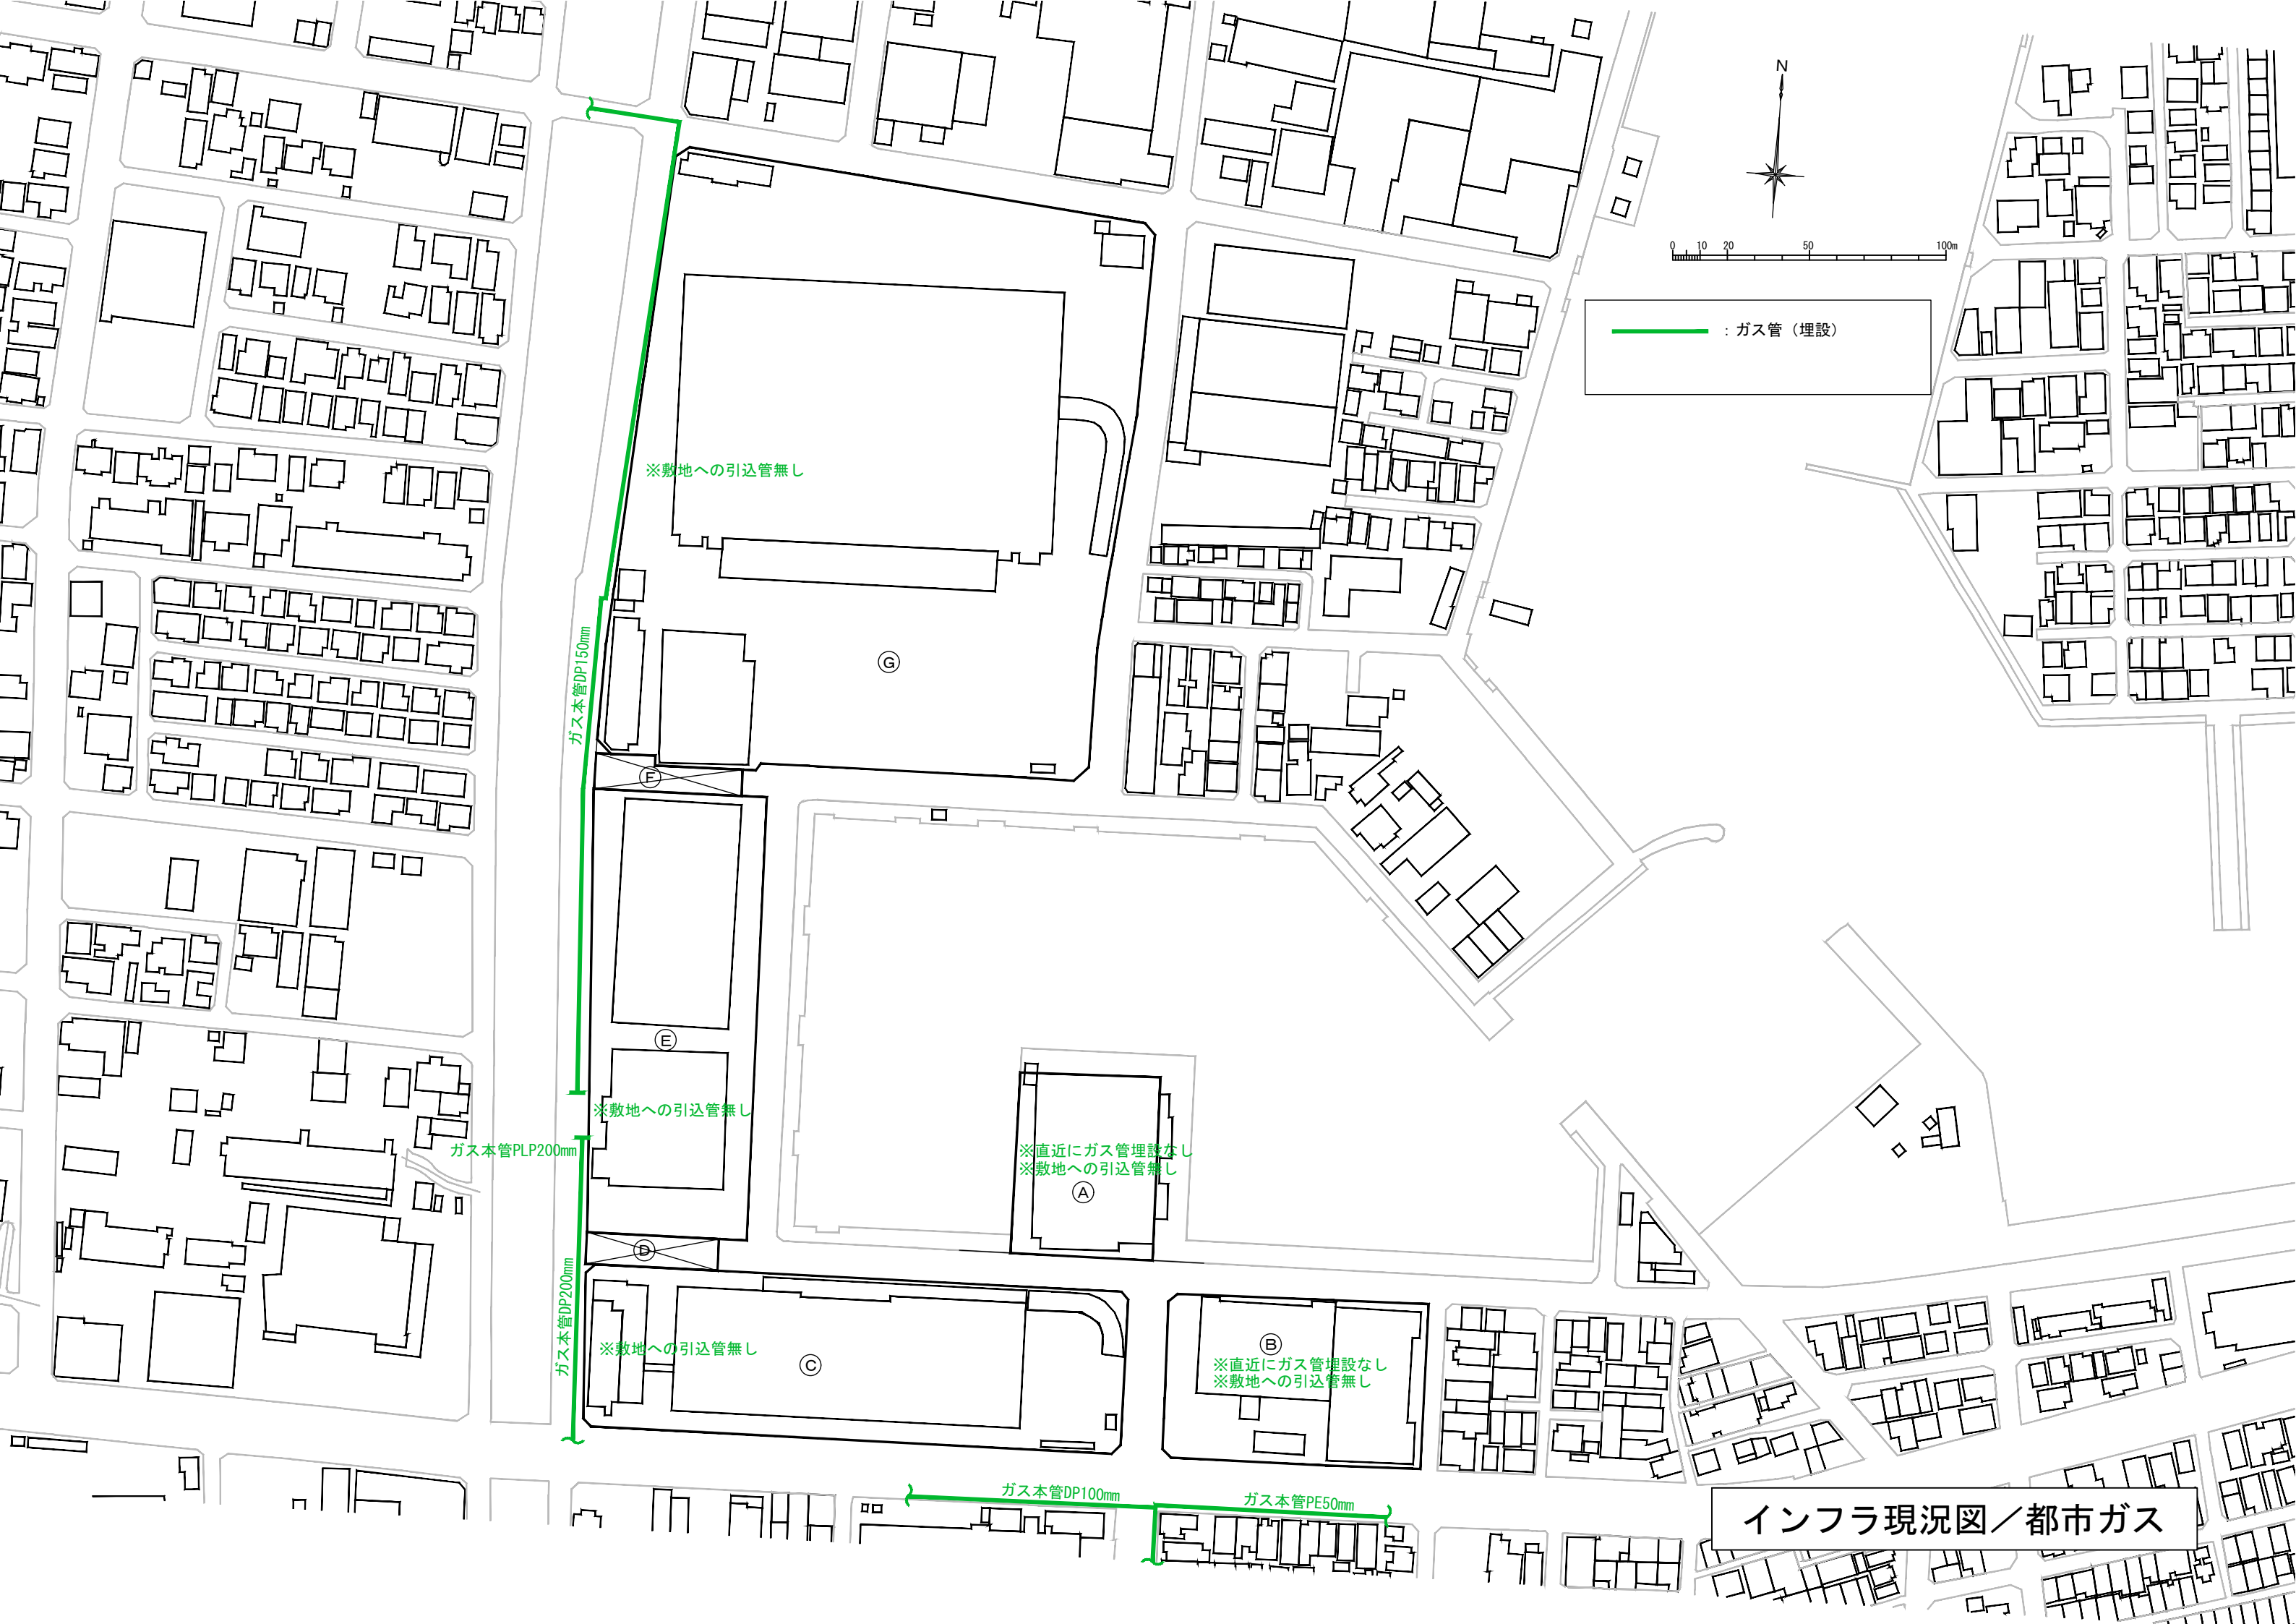 N
0 10 20 50 100m
：ガス管（埋設）
※敷地への引込管無し
ガス本管DP150mm
G
F
E
※敷地への引込管無し
ガス本管PLP200mm
※直近にガス管埋設なし
※敷地への引込管無し
A
D
ガス本管DP200mm
※敷地への引込管無し
C
B
※直近にガス管埋設なし
※敷地への引込管無し
ガス本管DP100mm
ガス本管PE50mm
インフラ現況図／都市ガス